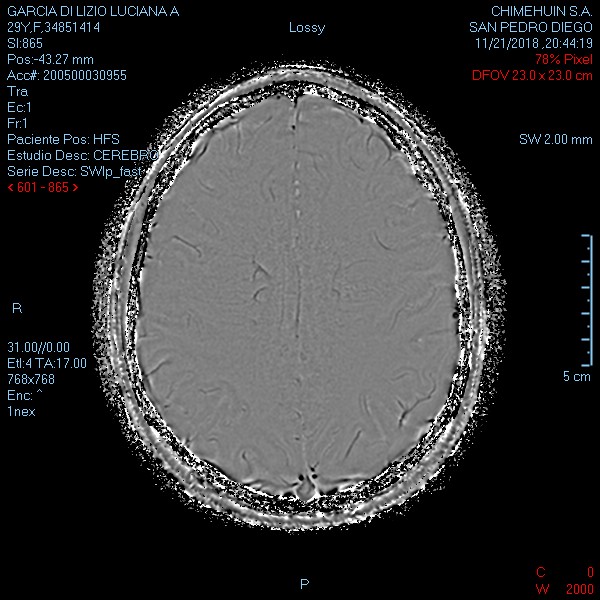 GARCIA DI LIZIO LUCIANA A
29Y,F,34851414
Sl:865
Pos:-43.27 mm
Acc#: 200500030955
Tra
Ec:1
Fr:1
Paciente Pos: HFS
Estudio Desc: CEREBRO
Serie Desc: SWIp_fast
< 601 - 865 >
Lossy
CHIMEHUIN S.A.
SAN PEDRO DIEGO
11/21/2018 ,20:44:19
78% Pixel
DFOV 23.0 x 23.0 cm
SW 2.00 mm
R
31.00//0.00
Etl:4 TA:17.00
768x768
Enc: ^
1nex
5 cm
P
C 0
W 2000